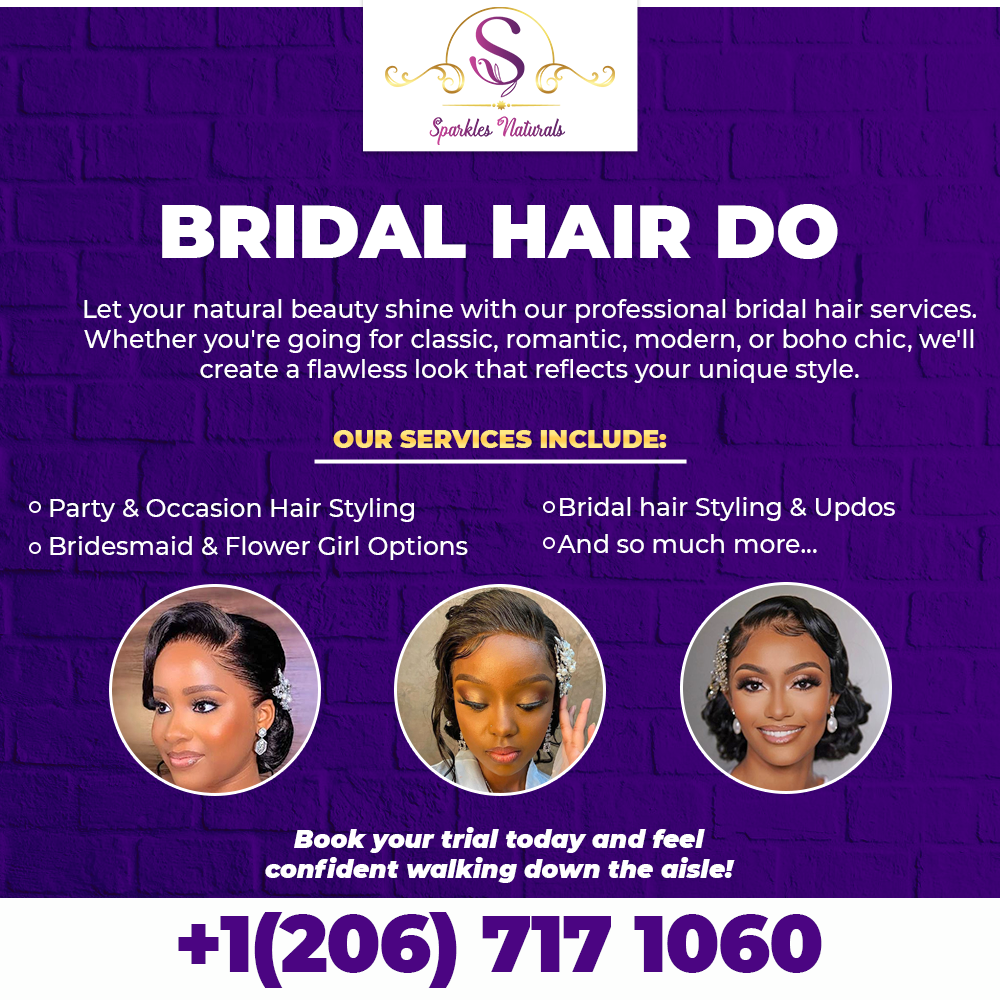 S
Sparkles Naturals
BRIDAL HAIR DO
Let your natural beauty shine with our professional bridal hair services.
Whether you're going for classic, romantic, modern, or boho chic, we'll
create a flawless look that reflects your unique style.
OUR SERVICES INCLUDE:
Party & Occasion Hair Styling
Bridesmaid & Flower Girl Options
Bridal hair Styling & Updos
And so much more...
Book your trial today and feel
confident walking down the aisle!
+1(206) 717 1060